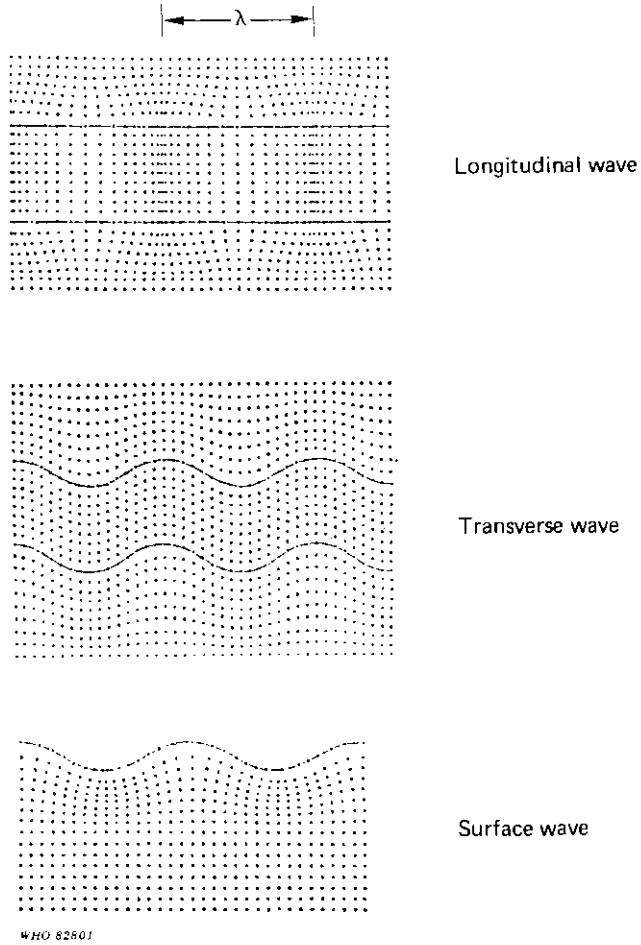 λ
Longitudinal wave
Transverse wave
Surface wave
WHO 82801